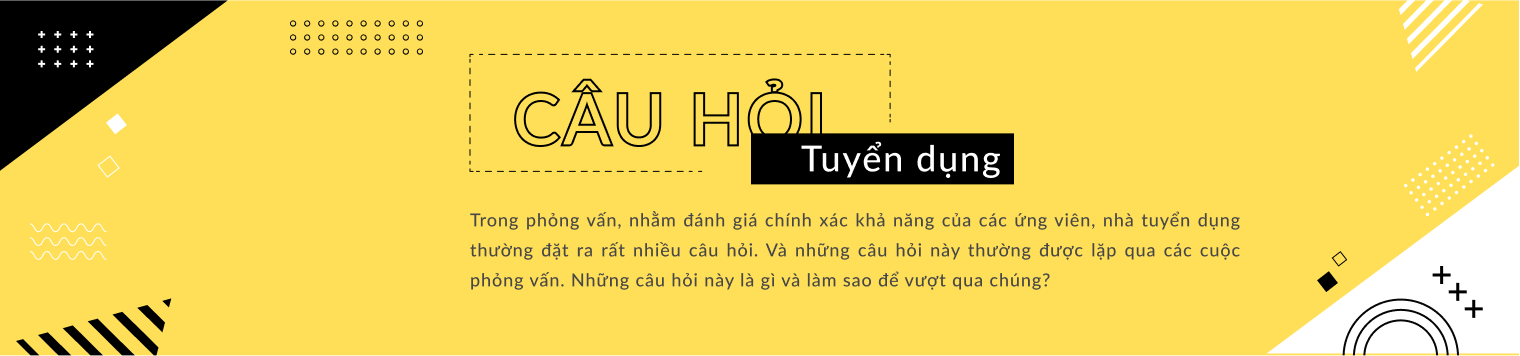 CÂU HỎI
Tuyển dụng
Trong phỏng vấn, nhằm đánh giá chính xác khả năng của các ứng viên, nhà tuyển dụng
thường đặt ra rất nhiều câu hỏi. Và những câu hỏi này thường được lặp qua các cuộc
phỏng vấn. Những câu hỏi này là gì và làm sao để vượt qua chúng?